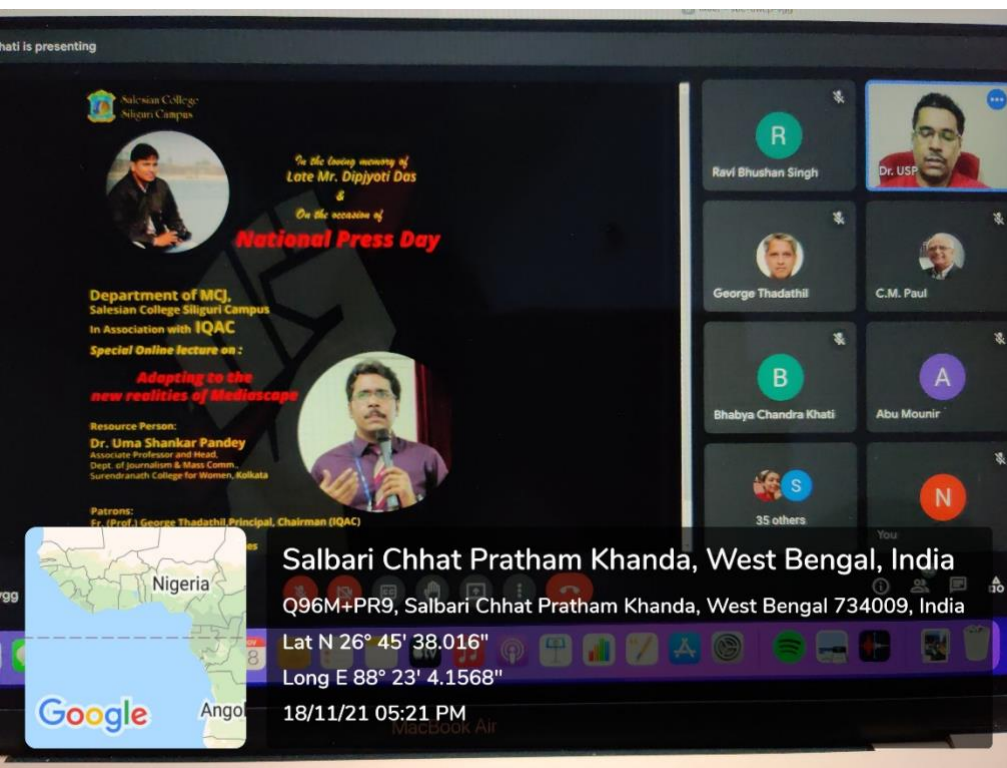 hati is presenting
Salesian College
Siliguri Campus
In the loving memory of
Late Mr. Dipjyoti Das
&
On the occasion of
National Press Day
Department of MCJ,
Salesian College Siliguri Campus
In Association with IQAC
Special Online lecture on :
Adapting to the
new realities of Mediascape
Resource Person:
Dr. Uma Shankar Pandey
Associate Professor and Head,
Dept. of Journalism & Mass Comm.,
Surendranath College for Women, Kolkata
Patrons:
Fr. (Prof.) George Thadathil, Principal, Chairman (IQAC)
es
R
Ravi Bhushan Singh
Dr. USP
George Thadathil
C.M. Paul
B
Bhabya Chandra Khati
A
Abu Mounir
S
35 others
N
You
ygg
Nigeria
Angol
Google
Salbari Chhat Pratham Khanda, West Bengal, India
Q96M+PR9, Salbari Chhat Pratham Khanda, West Bengal 734009, India
Lat N 26° 45' 38.016"
Long E 88° 23' 4.1568"
18/11/21 05:21 PM
8
tv
MacBook Air